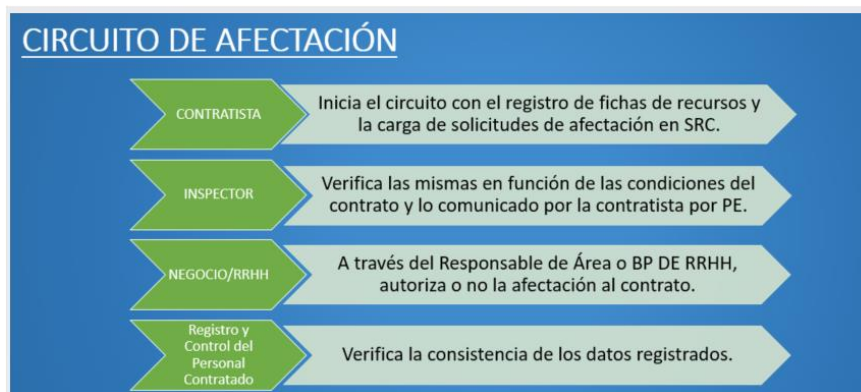 CIRCUITO DE AFECTACIÓN
CONTRATISTA
Inicia el circuito con el registro de fichas de recursos y
la carga de solicitudes de afectación en SRC.
INSPECTOR
Verifica las mismas en función de las condiciones del
contrato y lo comunicado por la contratista por PE.
NEGOCIO/RRHH
A través del Responsable de Área o BP DE RRHH,
autoriza o no la afectación al contrato.
Registro y
Control del
Personal
Contratado
Verifica la consistencia de los datos registrados.